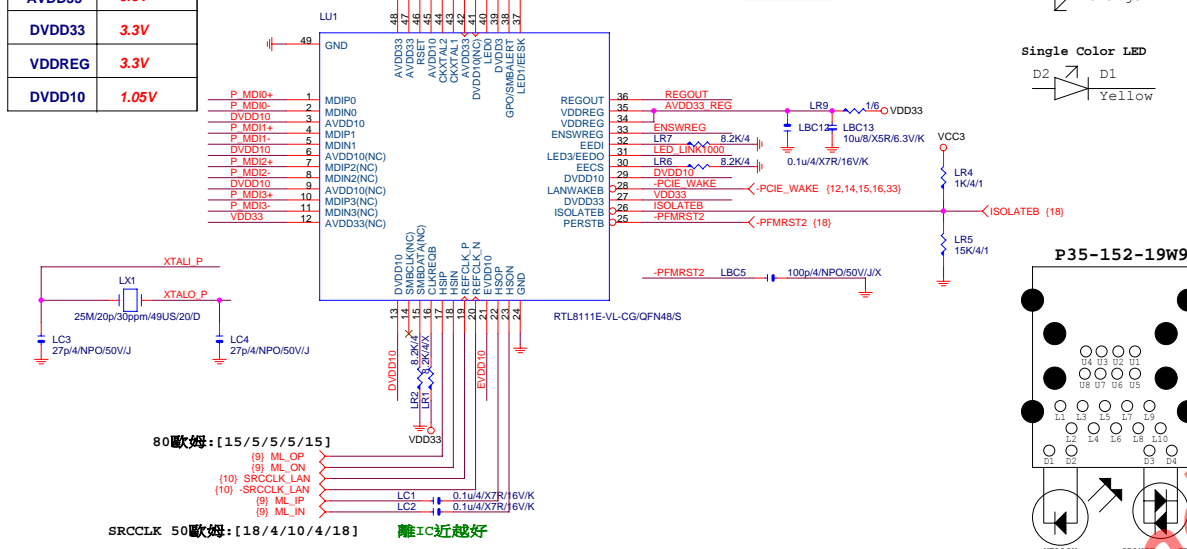 DVDD33 3.3V
VDDREG 3.3V
DVDD10 1.05V
LU1
48 47 46 45 44 43 42 41 40 39 38 37
AVDD33
AVDD33
RSET
AVDD10
CKXTAL2
CKXTAL1
AVDD33
DVDD10(NC)
LED0
DVDD3
GPO/SMBALERT
LED1/EESK
49 GND
P_MDI0+ 1 MDIP0
P_MDI0- 2 MDIN0
DVDD10 3 AVDD10
P_MDI1+ 4 MDIP1
P_MDI1- 5 MDIN1
DVDD10 6 AVDD10(NC)
P_MDI2+ 7 MDIP2(NC)
P_MDI2- 8 MDIN2(NC)
DVDD10 9 AVDD10(NC)
P_MDI3+ 10 MDIP3(NC)
P_MDI3- 11 MDIN3(NC)
VDD33 12 AVDD33(NC)
REGOUT 36 REGOUT
VDDREG 35 AVDD33_REG
VDDREG 34
ENSWREG 33 ENSWREG
EEDI 32 LR7 8.2K/4
LED3/EEDO 31 LED_LINK1000
EECS 30 LR6 8.2K/4
DVDD10 29 DVDD10
LANWAKEB 28 -PCIE_WAKE -PCIE_WAKE {12,14,15,16,33}
DVDD33 27 VDD33
ISOLATEB 26 ISOLATEB ISOLATEB {18}
PERSTB 25 -PFMRST2 -PFMRST2 {18}
LR9 1/6 VDD33
LBC12 LBC13
10u/8/X5R/6.3V/K
0.1u/4/X7R/16V/K
VCC3
LR4
1K/4/1
LR5
15K/4/1
Single Color LED
D2 D1
Yellow
-PFMRST2 LBC5 100p/4/NPO/50V/J/X
RTL8111E-VL-CG/QFN48/S
DVDD10
SMBCLK(NC)
SMBDATA(NC)
CLKREQB
HSIP
HSIN
REFCLK_P
REFCLK_N
EVDD10
HSOP
HSON
GND
13 14 15 16 17 18 19 20 21 22 23 24
DVDD10
LR2 8.2K/4
LR1 8.2K/4/X
EVDD10
VDD33
XTALI_P
LX1
XTALO_P
25M/20p/30ppm/49US/20/D
LC3
27p/4/NPO/50V/J
LC4
27p/4/NPO/50V/J
80歐姆:[15/5/5/5/15]
{9} ML_OP
{9} ML_ON
{10} SRCCLK_LAN
{10} -SRCCLK_LAN
{9} ML_IP LC1 0.1u/4/X7R/16V/K
{9} ML_IN LC2 0.1u/4/X7R/16V/K
SRCCLK 50歐姆:[18/4/10/4/18] 離IC近越好
P35-152-19W9
U4 U3 U2 U1
U8 U7 U6 U5
L1 L3 L5 L7 L9
L2 L4 L6 L8 L10
D1 D2 D3 D4